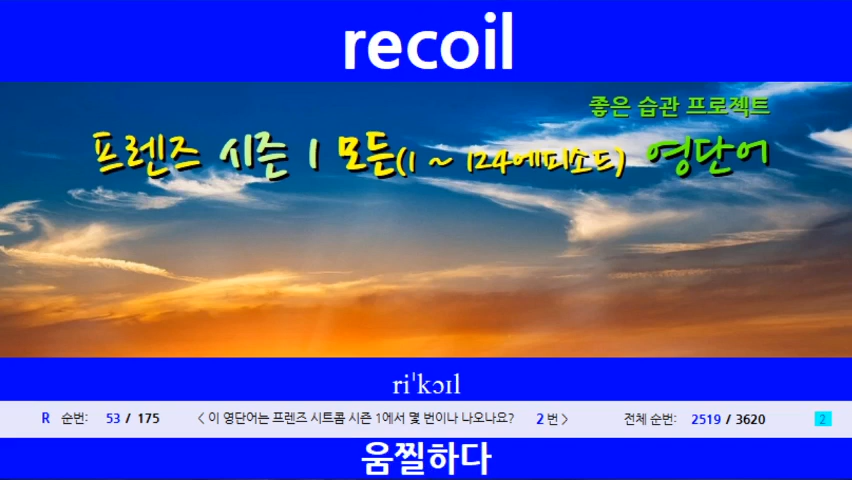 recoil
좋은 습관 프로젝트
프렌즈 시즌 1 모든(1 ~ 124에피소드) 영단어
ri'kɔɪl
R 순번: 53 / 175 < 이 영단어는 프렌즈 시트콤 시즌 1에서 몇 번이나 나오나요? 2 번 > 전체 순번: 2519 / 3620 2
움찔하다